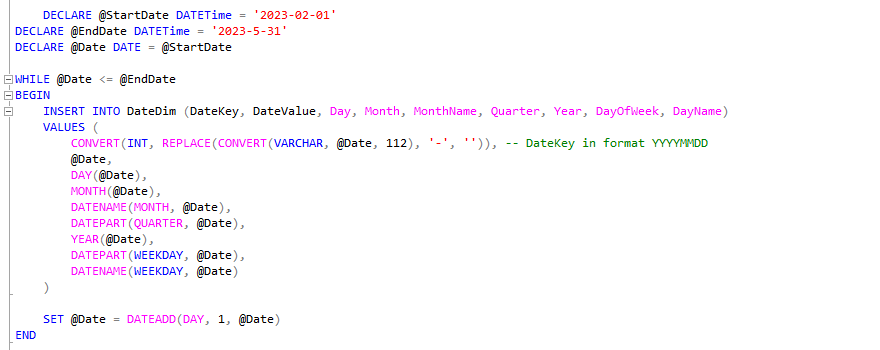 DECLARE @StartDate DATETime = '2023-02-01'
DECLARE @EndDate DATETime = '2023-5-31'
DECLARE @Date DATE = @StartDate
WHILE @Date <= @EndDate
BEGIN
INSERT INTO DateDim (DateKey, DateValue, Day, Month, MonthName, Quarter, Year, DayOfWeek, DayName)
VALUES (
CONVERT(INT, REPLACE(CONVERT(VARCHAR, @Date, 112), '-', '')), -- DateKey in format YYYYMMDD
@Date,
DAY(@Date),
MONTH(@Date),
DATENAME(MONTH, @Date),
DATEPART(QUARTER, @Date),
YEAR(@Date),
DATEPART(WEEKDAY, @Date),
DATENAME(WEEKDAY, @Date)
)
SET @Date = DATEADD(DAY, 1, @Date)
END